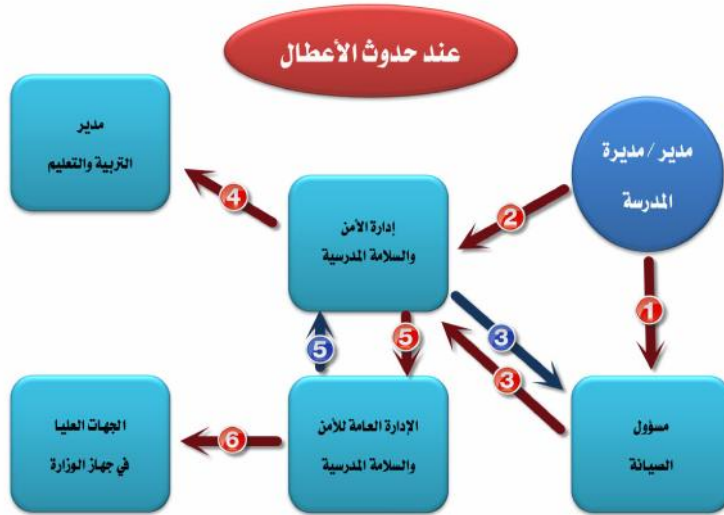 عند حدوث الأعطال
مدير / مديرة
المدرسة
مدير
التربية والتعليم
إدارة الأمن
والسلامة المدرسية
4
2
1
3
3
5
5
مسؤول
الصيانة
الإدارة العامة للأمن
والسلامة المدرسية
6
الجهات العليا
في جهاز الوزارة